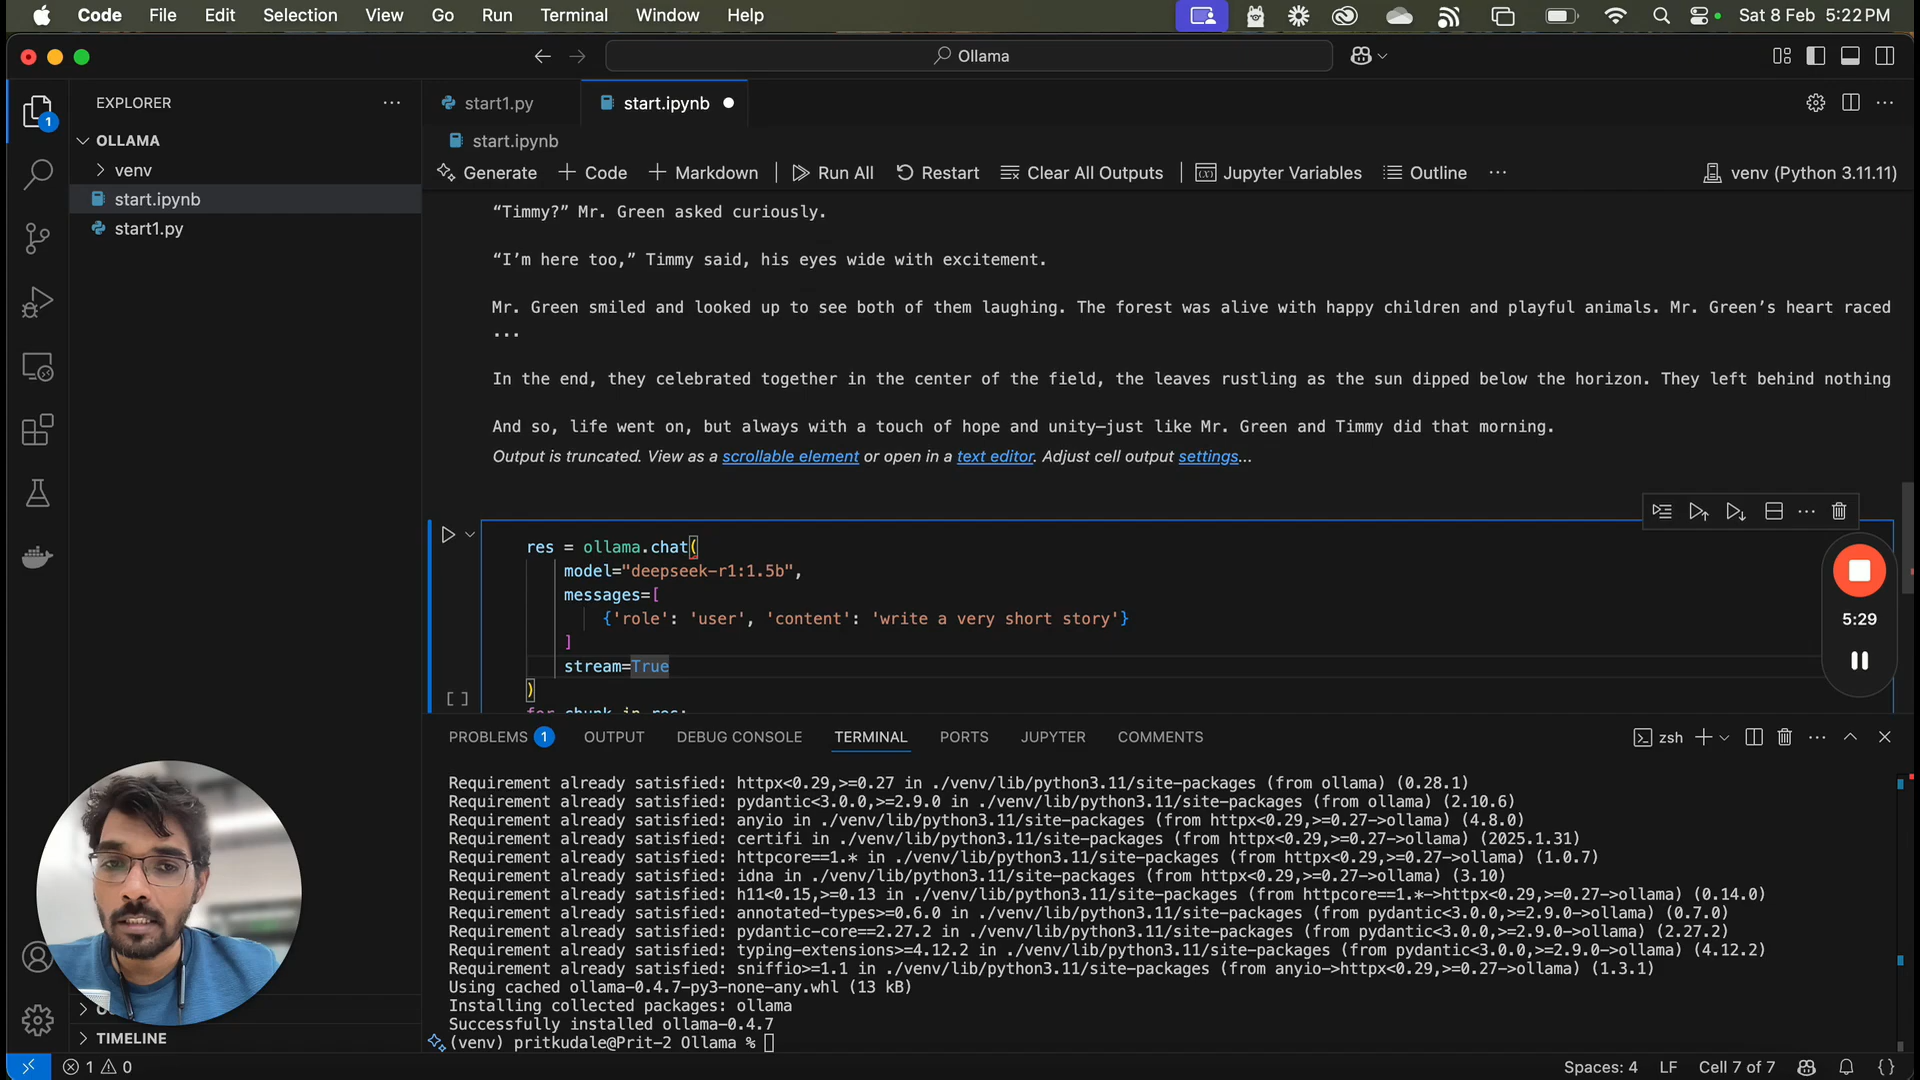 Code File Edit Selection View Go Run Terminal Window Help Sat 8 Feb 5:22 PM
Ollama
EXPLORER
start1.py start.ipynb
OLLAMA
start.ipynb
venv
start.ipynb
start1.py
1
Generate Code Markdown Run All Restart Clear All Outputs Jupyter Variables Outline ... venv (Python 3.11.11)
“Timmy?” Mr. Green asked curiously.
“I’m here too,” Timmy said, his eyes wide with excitement.
Mr. Green smiled and looked up to see both of them laughing. The forest was alive with happy children and playful animals. Mr. Green’s heart raced
...
In the end, they celebrated together in the center of the field, the leaves rustling as the sun dipped below the horizon. They left behind nothing
And so, life went on, but always with a touch of hope and unity—just like Mr. Green and Timmy did that morning.
Output is truncated. View as a scrollable element or open in a text editor. Adjust cell output settings...
res = ollama.chat(
model="deepseek-r1:1.5b",
messages=[
{'role': 'user', 'content': 'write a very short story'}
]
stream=True
)
for chunk in res:
[ ]
5:29
PROBLEMS 1 OUTPUT DEBUG CONSOLE TERMINAL PORTS JUPYTER COMMENTS zsh
Requirement already satisfied: httpx<0.29,>=0.27 in ./venv/lib/python3.11/site-packages (from ollama) (0.28.1)
Requirement already satisfied: pydantic<3.0.0,>=2.9.0 in ./venv/lib/python3.11/site-packages (from ollama) (2.10.6)
Requirement already satisfied: anyio in ./venv/lib/python3.11/site-packages (from httpx<0.29,>=0.27->ollama) (4.8.0)
Requirement already satisfied: certifi in ./venv/lib/python3.11/site-packages (from httpx<0.29,>=0.27->ollama) (2025.1.31)
Requirement already satisfied: httpcore==1.* in ./venv/lib/python3.11/site-packages (from httpx<0.29,>=0.27->ollama) (1.0.7)
Requirement already satisfied: idna in ./venv/lib/python3.11/site-packages (from httpx<0.29,>=0.27->ollama) (3.10)
Requirement already satisfied: h11<0.15,>=0.13 in ./venv/lib/python3.11/site-packages (from httpcore==1.*->httpx<0.29,>=0.27->ollama) (0.14.0)
Requirement already satisfied: annotated-types>=0.6.0 in ./venv/lib/python3.11/site-packages (from pydantic<3.0.0,>=2.9.0->ollama) (0.7.0)
Requirement already satisfied: pydantic-core==2.27.2 in ./venv/lib/python3.11/site-packages (from pydantic<3.0.0,>=2.9.0->ollama) (2.27.2)
Requirement already satisfied: typing-extensions>=4.12.2 in ./venv/lib/python3.11/site-packages (from pydantic<3.0.0,>=2.9.0->ollama) (4.12.2)
Requirement already satisfied: sniffio>=1.1 in ./venv/lib/python3.11/site-packages (from anyio->httpx<0.29,>=0.27->ollama) (1.3.1)
Using cached ollama-0.4.7-py3-none-any.whl (13 kB)
Installing collected packages: ollama
Successfully installed ollama-0.4.7
(venv) pritkudale@Prit-2 Ollama %
TIMELINE
1 0 Spaces: 4 LF Cell 7 of 7